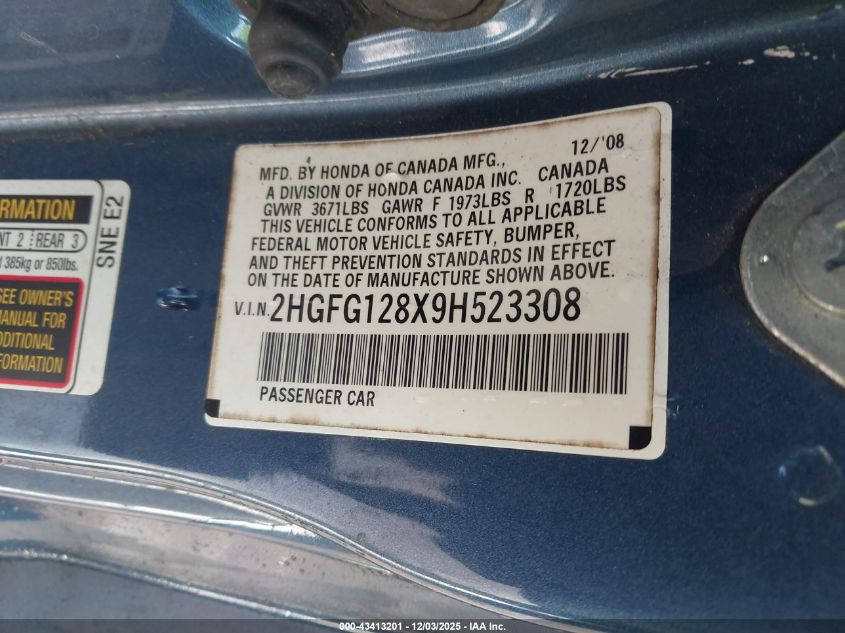 RMATION
NT 2 REAR 3
385kg or 850lbs.
SEE OWNER'S
MANUAL FOR
DDITIONAL
FORMATION
SNE E2
12/'08
MFD. BY HONDA OF CANADA MFG.,
A DIVISION OF HONDA CANADA INC. CANADA
GVWR 3671LBS GAWR F 1973LBS R 1720LBS
THIS VEHICLE CONFORMS TO ALL APPLICABLE
FEDERAL MOTOR VEHICLE SAFETY, BUMPER,
AND THEFT PREVENTION STANDARDS IN EFFECT
ON THE DATE OF MANUFACTURE SHOWN ABOVE.
V.I.N. 2HGFG128X9H523308
PASSENGER CAR
000-43413201 - 12/03/2025 - IAA Inc.